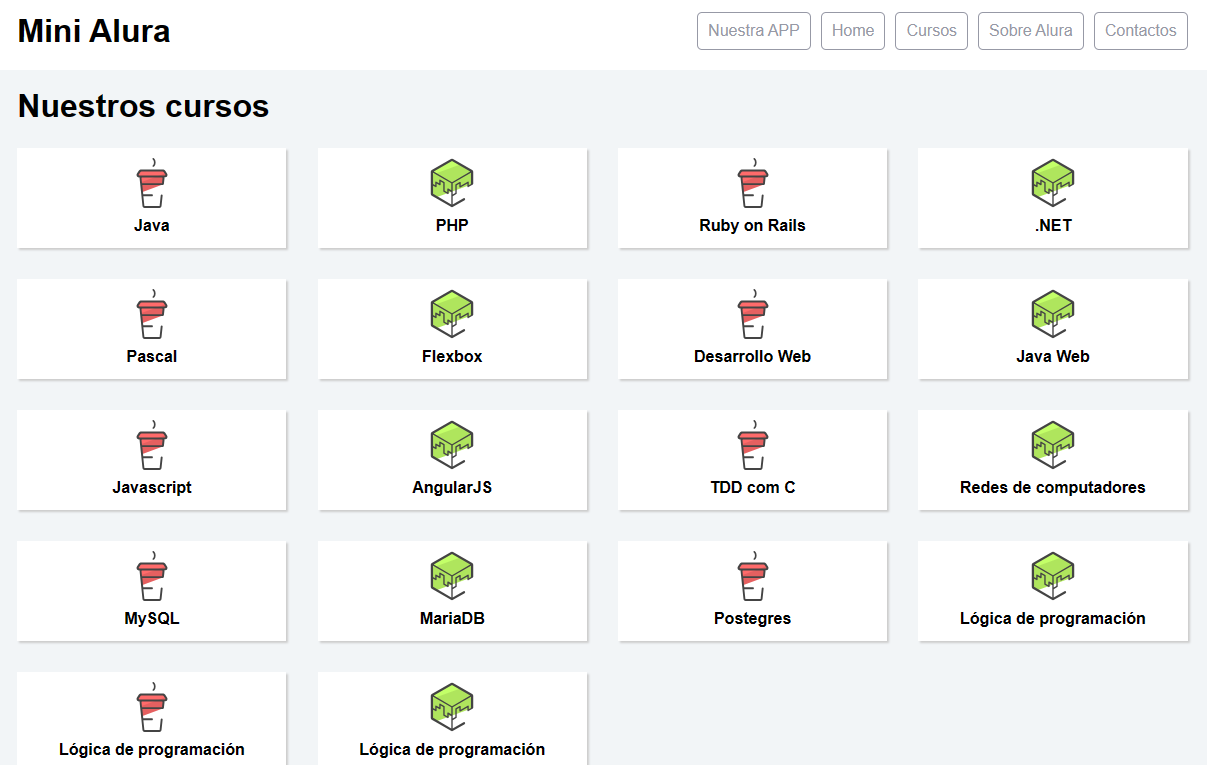 Mini Alura
Nuestra APP
Home
Cursos
Sobre Alura
Contactos
Nuestros cursos
Java
PHP
Ruby on Rails
.NET
Pascal
Flexbox
Desarrollo Web
Java Web
Javascript
AngularJS
TDD com C
Redes de computadores
MySQL
MariaDB
Postegres
Lógica de programación
Lógica de programación
Lógica de programación